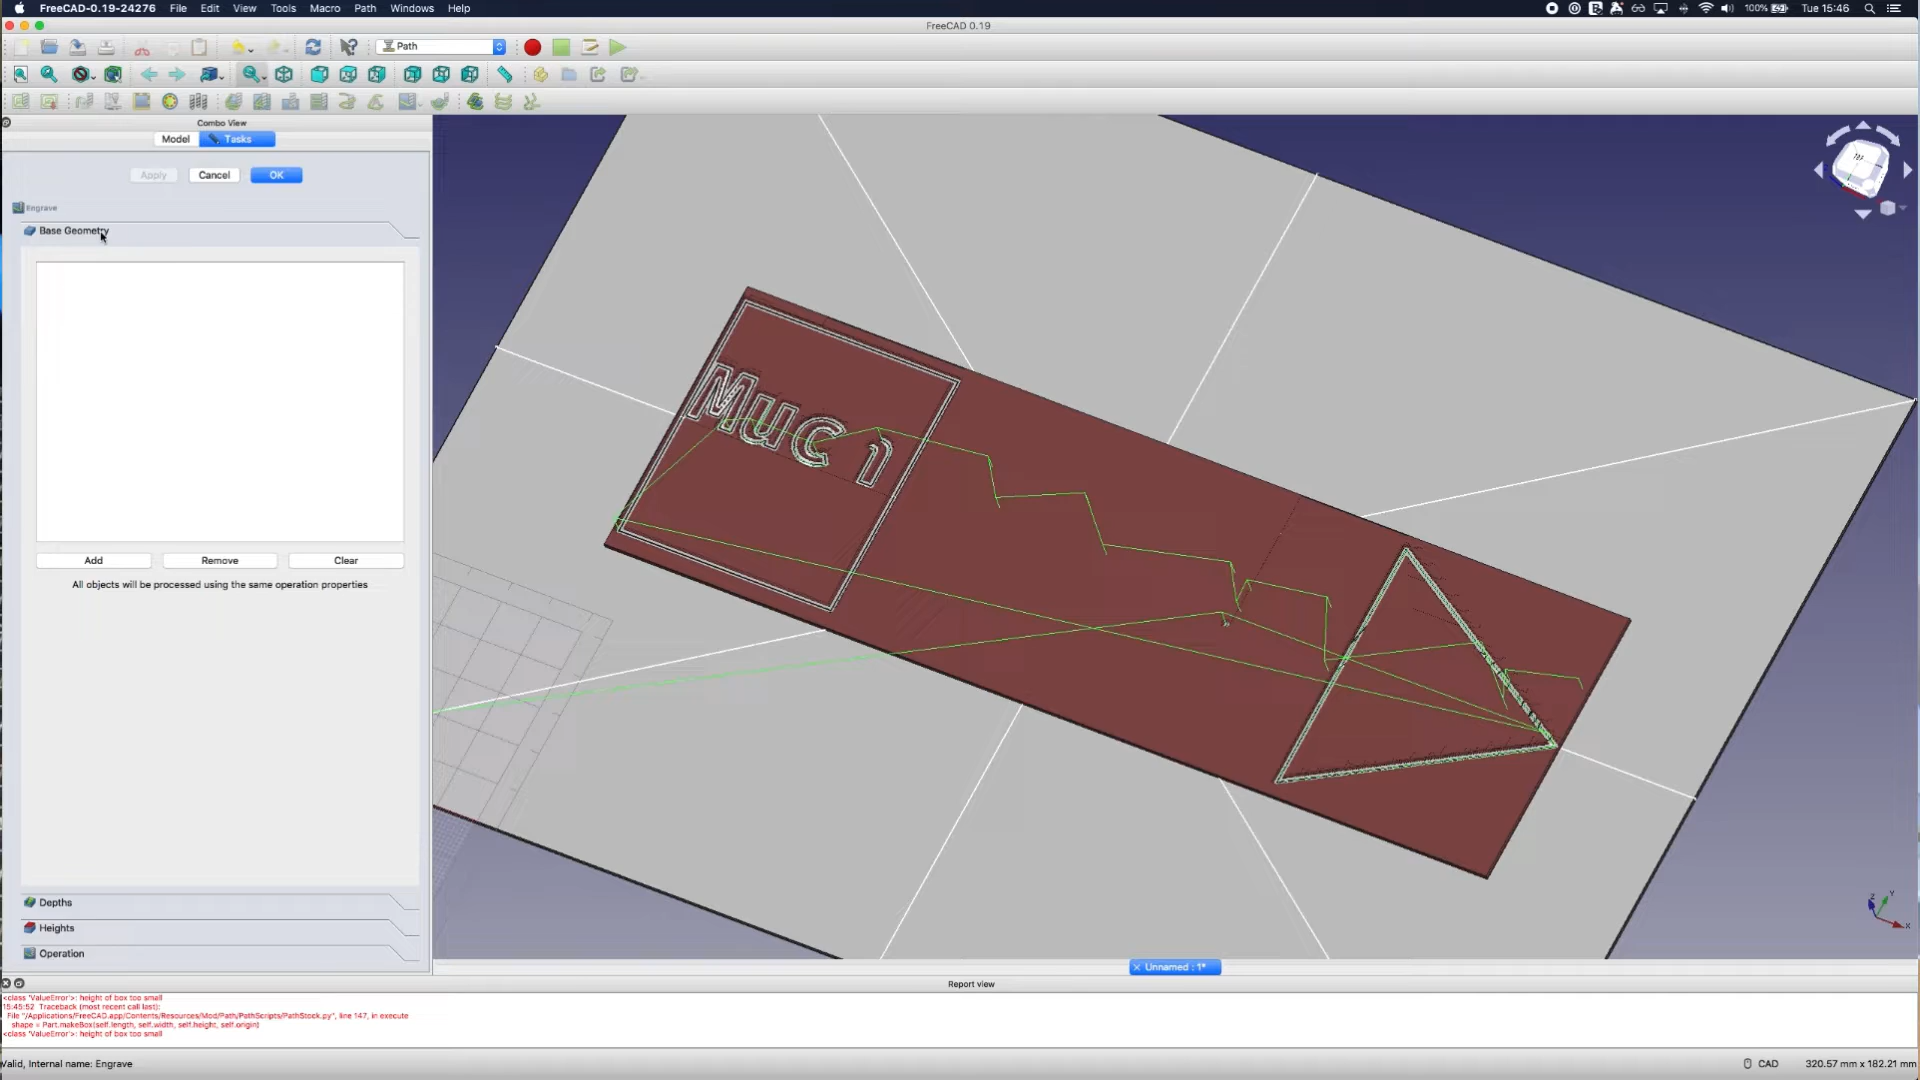 FreeCAD-0.19-24276 File Edit View Tools Macro Path Windows Help 100% Tue 15:46
FreeCAD 0.19
Path
Combo View
Model Tasks
Apply Cancel OK
Engrave
Base Geometry
Add Remove Clear
All objects will be processed using the same operation properties
Depths
Heights
Operation
Muc
TOP
Z Y
X
Unnamed : 1*
Report view
<class 'ValueError'>: height of box too small
15:45:52 Traceback (most recent call last):
File "/Applications/FreeCAD.app/Contents/Resources/Mod/Path/PathScripts/PathStock.py", line 147, in execute
shape = Part.makeBox(self.length, self.width, self.height, self.origin)
<class 'ValueError'>: height of box too small
Valid, Internal name: Engrave
CAD 320.57 mm x 182.21 mm